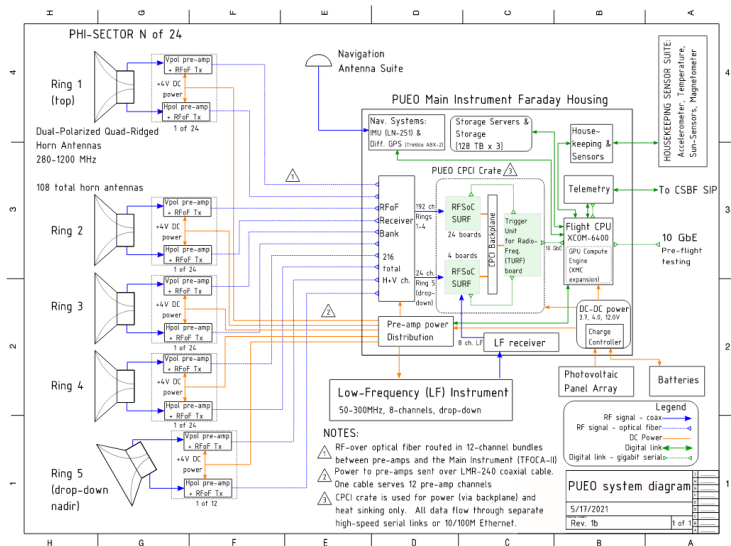 H G F E D C B A
PHI-SECTOR N of 24
Ring 1
(top)
Vpol pre-amp
+ RFoF Tx
+4V DC
power
Hpol pre-amp
+ RFoF Tx
1 of 24
Dual-Polarized Quad-Ridged
Horn Antennas
280-1200 MHz
108 total horn antennas
Ring 2
Vpol pre-amp
+ RFoF Tx
+4V DC
power
Hpol pre-amp
+ RFoF Tx
1 of 24
Ring 3
Vpol pre-amp
+ RFoF Tx
+4V DC
power
Hpol pre-amp
+ RFoF Tx
1 of 24
Ring 4
Vpol pre-amp
+ RFoF Tx
+4V DC
power
Hpol pre-amp
+ RFoF Tx
1 of 24
Ring 5
(drop-down
nadir)
Vpol pre-amp
+ RFoF Tx
+4V DC
power
Hpol pre-amp
+ RFoF Tx
1 of 12
Navigation
Antenna Suite
PUEO Main Instrument Faraday Housing
Nav. Systems:
IMU (LN-251) &
Diff. GPS (Trimble ABX-2)
Storage Servers &
Storage
[128 TB x 3]
House-
keeping &
Sensors
HOUSEKEEPING SENSOR SUITE:
Accelerometer, Temperature,
Sun-Sensors, Magnetometer
PUEO CPCI Crate
3
1
2
RFoF
Receiver
Bank
216
total
H+V ch.
192 ch.
Rings
1-4
24 ch.
Ring 5
(drop-
down)
RFSoC
SURF
24 boards
4 boards
RFSoC
SURF
CPCI Backplane
Trigger
Unit
for Radio-
Freq.
(TURF)
board
10 GbE
Telemetry
To CSBF SIP
Flight CPU
XCOM-6400
GPU Compute
Engine
(XMC
expansion)
10 GbE
Pre-flight
testing
Pre-amp power
Distribution
8 ch. LF
LF receiver
DC-DC power
3.7, 4.0, 12.0V
Charge
Controller
Photovoltaic
Panel Array
Batteries
Low-Frequency (LF) Instrument
50-300MHz, 8-channels, drop-down
NOTES:
1 RF-over optical fiber routed in 12-channel bundles
between pre-amps and the Main Instrument (TFOCA-II)
2 Power to pre-amps sent over LMR-240 coaxial cable.
One cable serves 12 pre-amp channels
3 CPCI crate is used for power (via backplane) and
heat sinking only. All data flow through separate
high-speed serial links or 10/100M Ethernet.
Legend
RF signal - coax
RF signal - optical fiber
DC Power
Digital link
Digital link - gigabit serial
PUEO system diagram
5/17/2021
Rev. 1b
1 of 1
4 3 2 1
4 3 2 1
H G F E D C B A